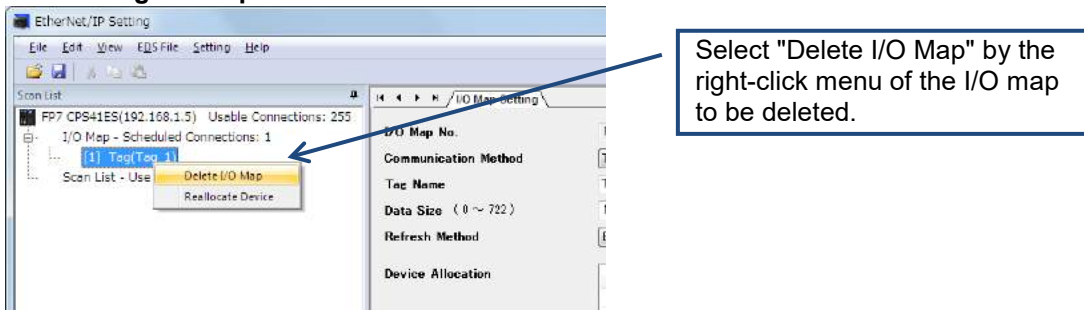 EtherNet/IP Setting
File Edit View EDS File Setting Help
Scan List
FP7 CPS41ES(192.168.1.5) Usable Connections: 255
I/O Map - Scheduled Connections: 1
[1] Tag(Tag_1)
Scan List - Use
Delete I/O Map
Reallocate Device
I/O Map Setting
I/O Map No.
Communication Method
Tag Name
Data Size ( 0 ~ 722 )
Refresh Method
Device Allocation
Select "Delete I/O Map" by the
right-click menu of the I/O map
to be deleted.